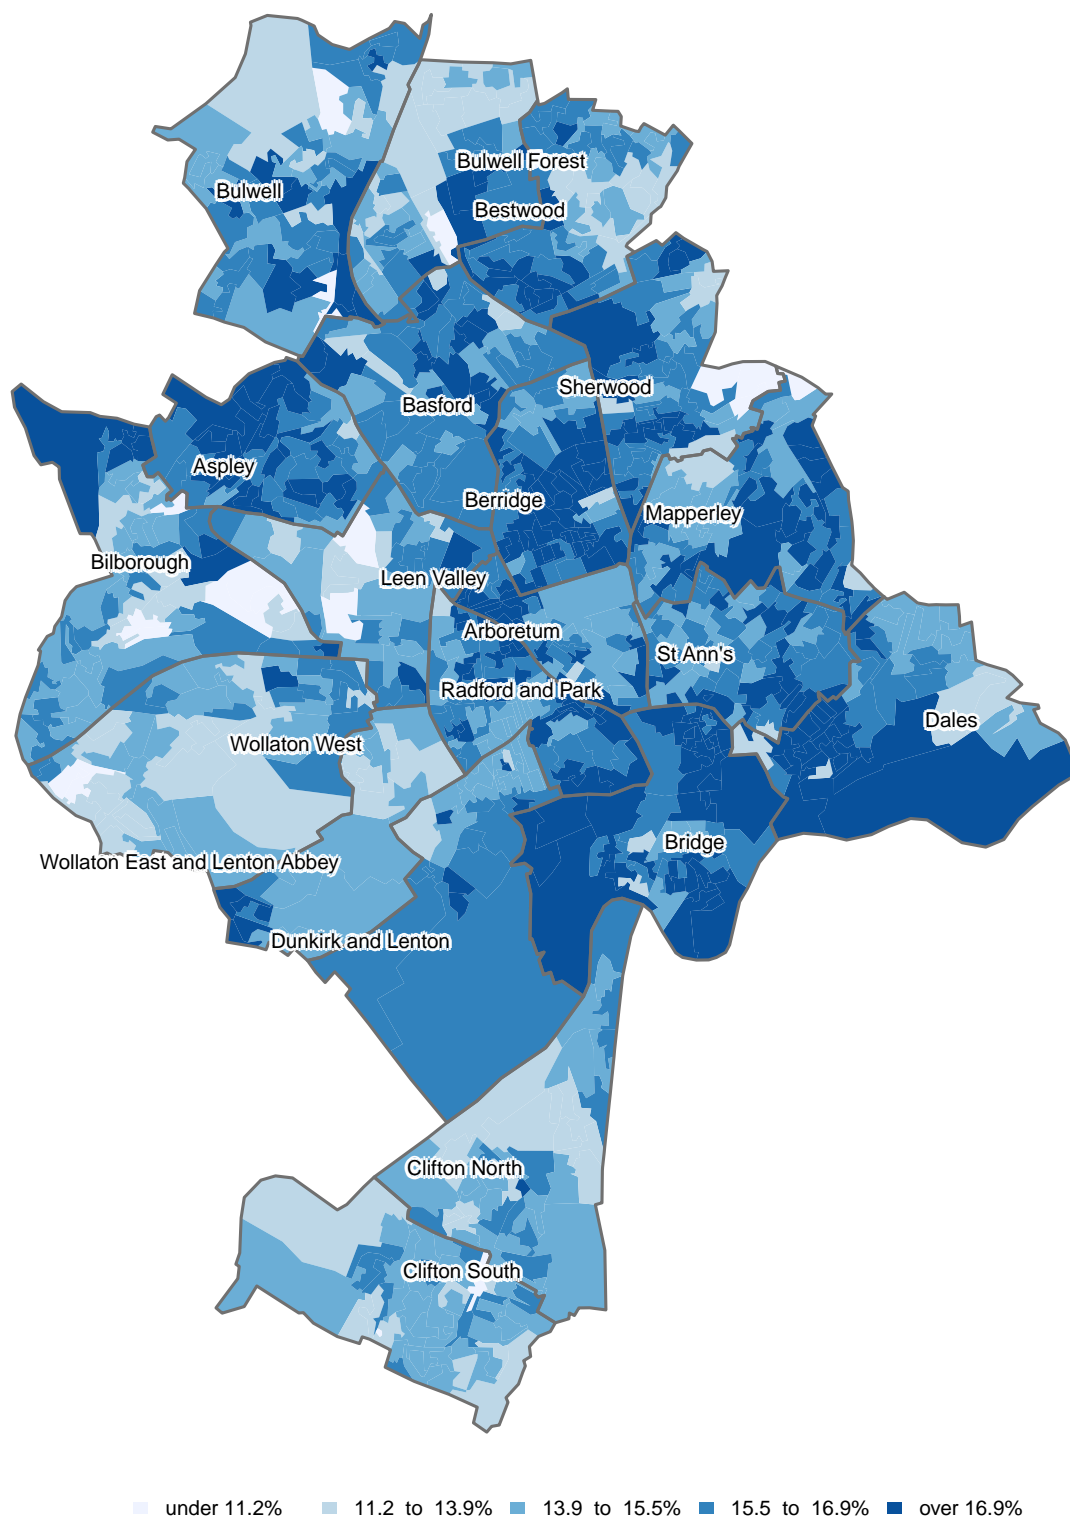 Bulwell Forest
Bulwell
Bestwood
Sherwood
Basford
Aspley
Berridge
Mapperley
Bilborough
Leen Valley
Arboretum
St Ann's
Radford and Park
Dales
Wollaton West
Bridge
Wollaton East and Lenton Abbey
Dunkirk and Lenton
Clifton North
Clifton South
under 11.2% 11.2 to 13.9% 13.9 to 15.5% 15.5 to 16.9% over 16.9%